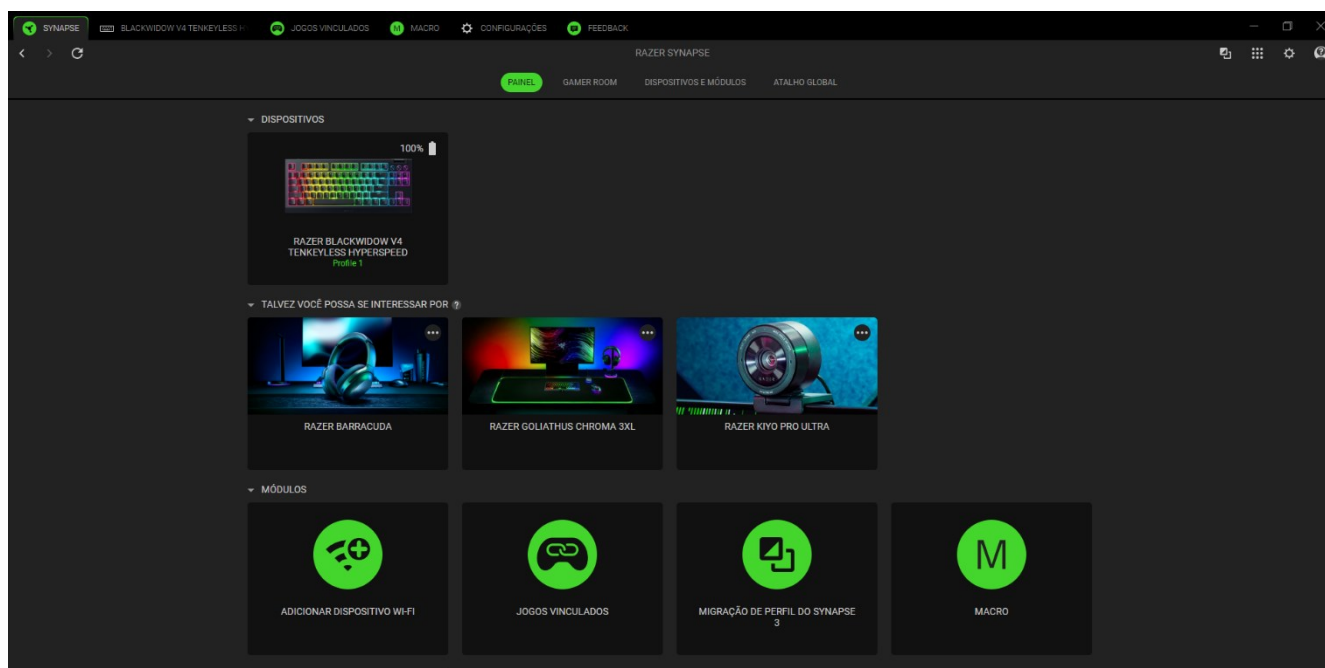 SYNAPSE
BLACKWIDOW V4 TENKEYLESS H
JOGOS VINCULADOS
M
MACRO
CONFIGURAÇÕES
FEEDBACK
RAZER SYNAPSE
PAINEL
GAMER ROOM
DISPOSITIVOS E MÓDULOS
ATALHO GLOBAL
DISPOSITIVOS
100%
RAZER BLACKWIDOW V4
TENKEYLESS HYPERSPEED
Profile 1
TALVEZ VOCÊ POSSA SE INTERESSAR POR ?
RAZER BARRACUDA
RAZER GOLIATHUS CHROMA 3XL
RAZER KIYO PRO ULTRA
MÓDULOS
ADICIONAR DISPOSITIVO WI-FI
JOGOS VINCULADOS
MIGRAÇÃO DE PERFIL DO SYNAPSE
3
M
MACRO